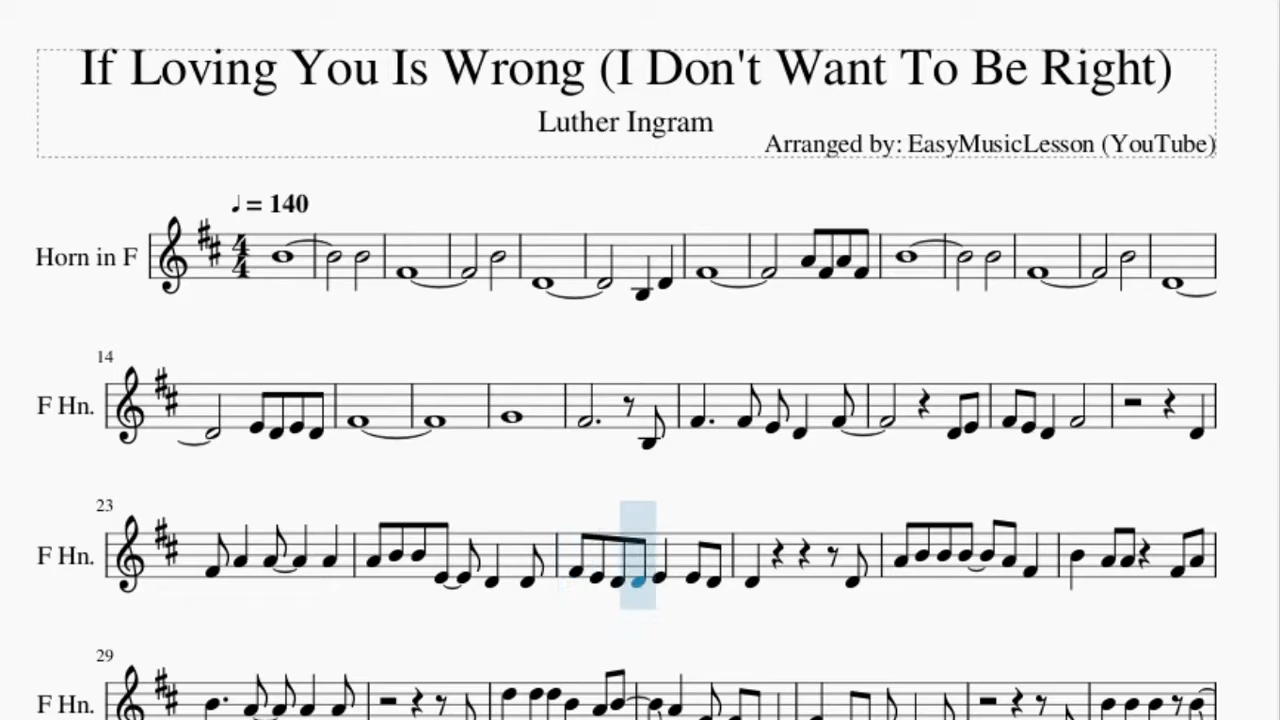 If Loving You Is Wrong (I Don't Want To Be Right)
Luther Ingram
Arranged by: EasyMusicLesson (YouTube)
♩ = 140
Horn in F
4
4
14
F Hn.
23
F Hn.
29
F Hn.